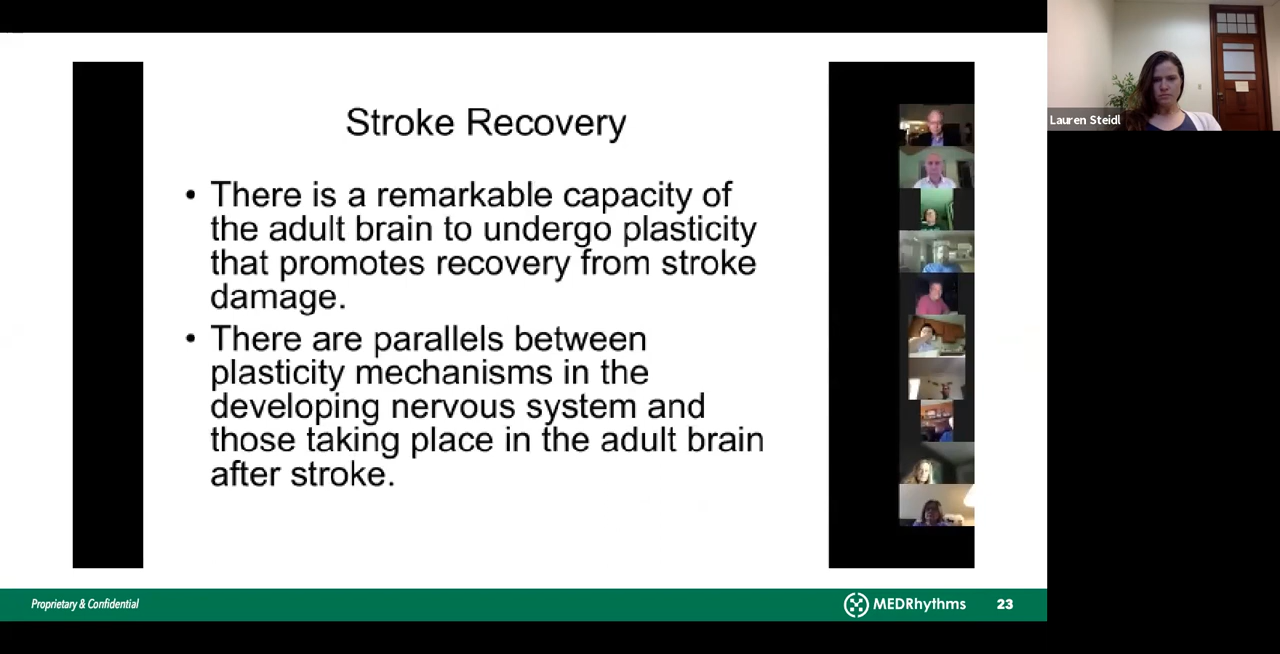 Stroke Recovery
• There is a remarkable capacity of
the adult brain to undergo plasticity
that promotes recovery from stroke
damage.
• There are parallels between
plasticity mechanisms in the
developing nervous system and
those taking place in the adult brain
after stroke.
Lauren Steidl
Proprietary & Confidential
MEDRhythms
23